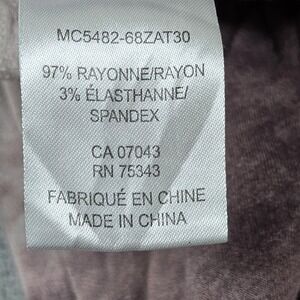 MC5482-68ZAT30
97% RAYONNE/RAYON
3% ÉLASTHANNE/
SPANDEX
CA 07043
RN 75343
FABRIQUÉ EN CHINE
MADE IN CHINA